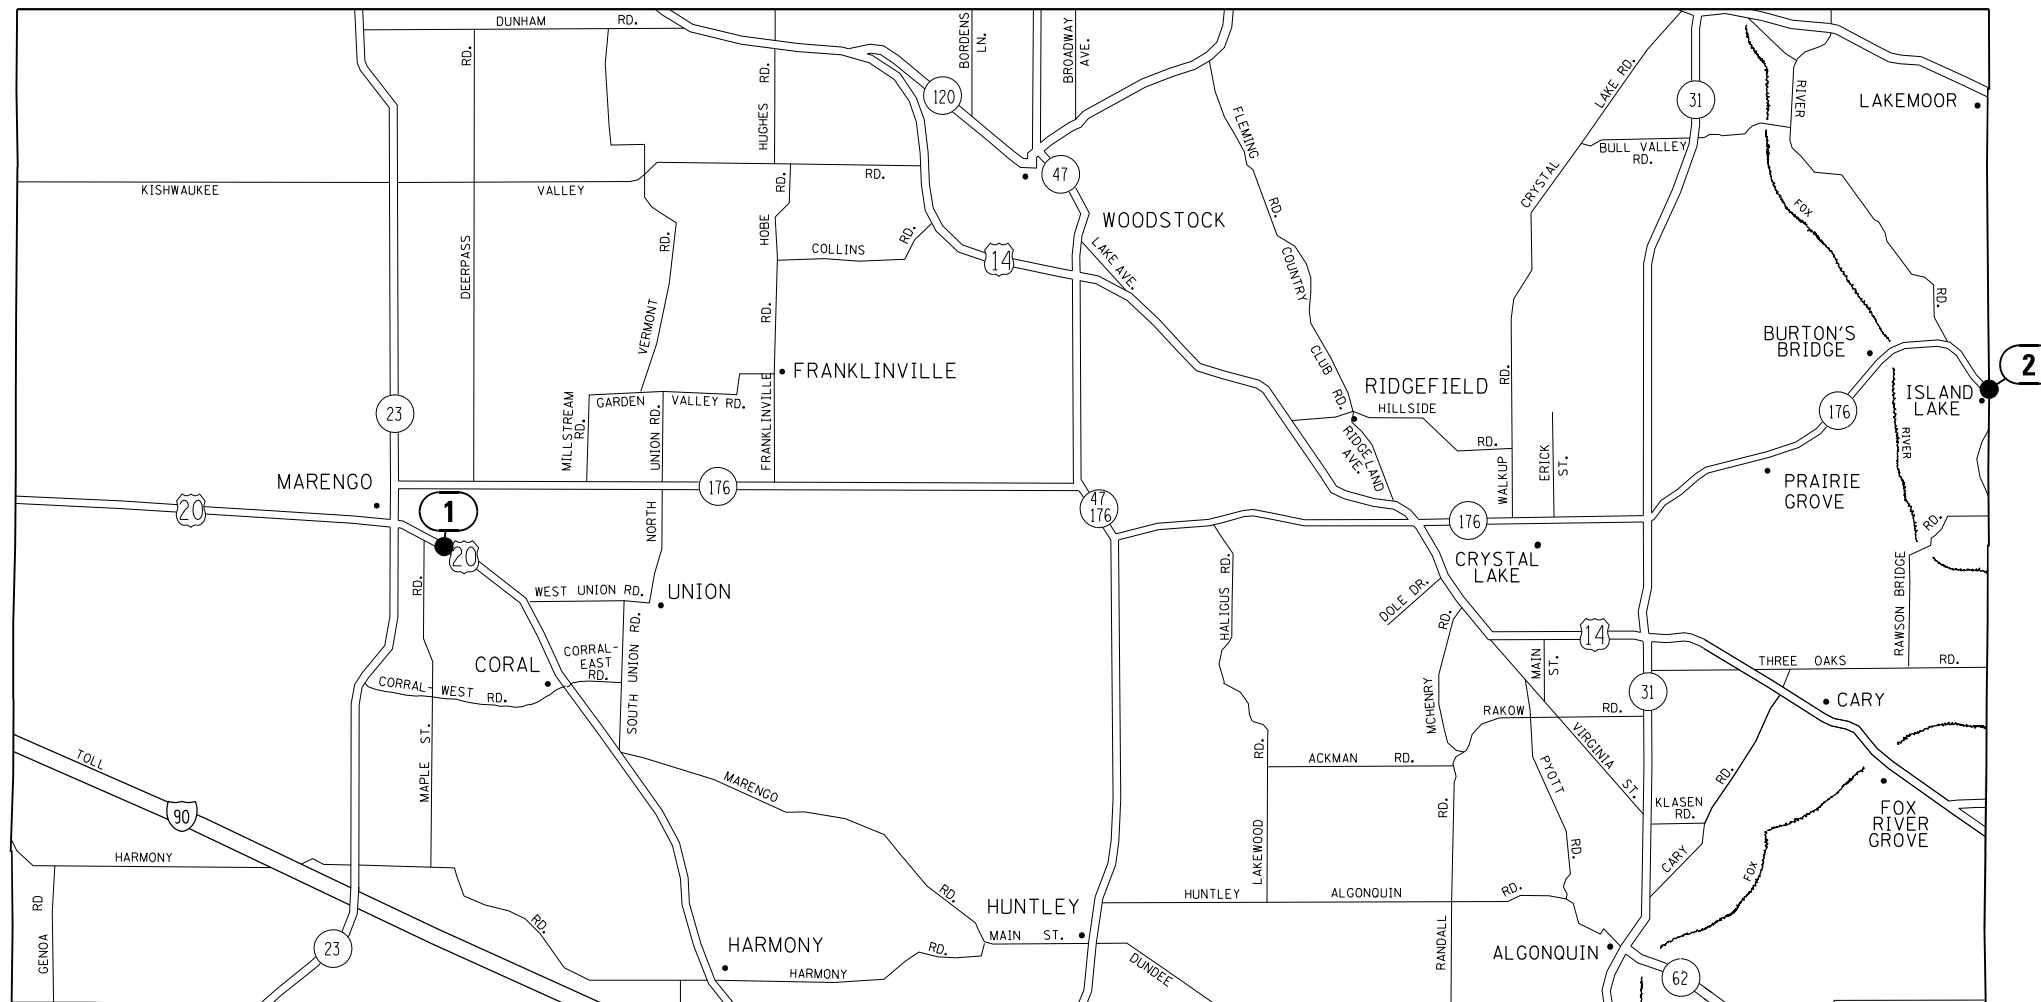 DUNHAM RD.
RD.
HUGHES RD.
BORDENS LN.
BROADWAY AVE.
120
LAKE RD.
31
RIVER
LAKEMOOR
FLEMING
BULL VALLEY
RD.
KISHWAUKEE VALLEY RD.
RD.
47
CRYSTAL
WOODSTOCK
RD.
FOX
HOBE
RD.
COLLINS RD.
LAKE AVE.
14
COUNTRY
DEERPASS
VERMONT
RD.
RD.
BURTON'S
BRIDGE
2
CLUB RD.
FRANKLINVILLE
RIDGEFIELD
RD.
ISLAND
LAKE
MILLSTREAM
RD.
GARDEN VALLEY RD.
UNION RD.
FRANKLINVILLE
23
HILLSIDE
RD.
176
RIDGELAND
AVE.
WALKUP
ERICK
ST.
RIVER
MARENGO
176
PRAIRIE
GROVE
20
1
20
NORTH
47
176
176
RD.
CRYSTAL
LAKE
RD.
WEST UNION RD.
UNION
HALIGUS RD.
DOLE DR.
RD.
RAWSON BRIDGE
14
CORAL
CORRAL-
EAST
RD.
SOUTH UNION RD.
MAIN
ST.
THREE OAKS RD.
CORRAL-WEST RD.
MCHENRY
31
CARY
RAKOW RD.
MAPLE ST.
TOLL
RD.
ACKMAN RD.
PYOTT
VIRGINIA
ST.
RD.
90
MARENGO
RD.
KLASEN
RD.
FOX
RIVER
GROVE
HARMONY
LAKEWOOD
RD.
CARY
FOX
GENOA RD
RD.
RD.
HUNTLEY
HUNTLEY ALGONQUIN RD.
RANDALL
23
HARMONY
RD.
MAIN ST.
ALGONQUIN
HARMONY
DUNDEE
62